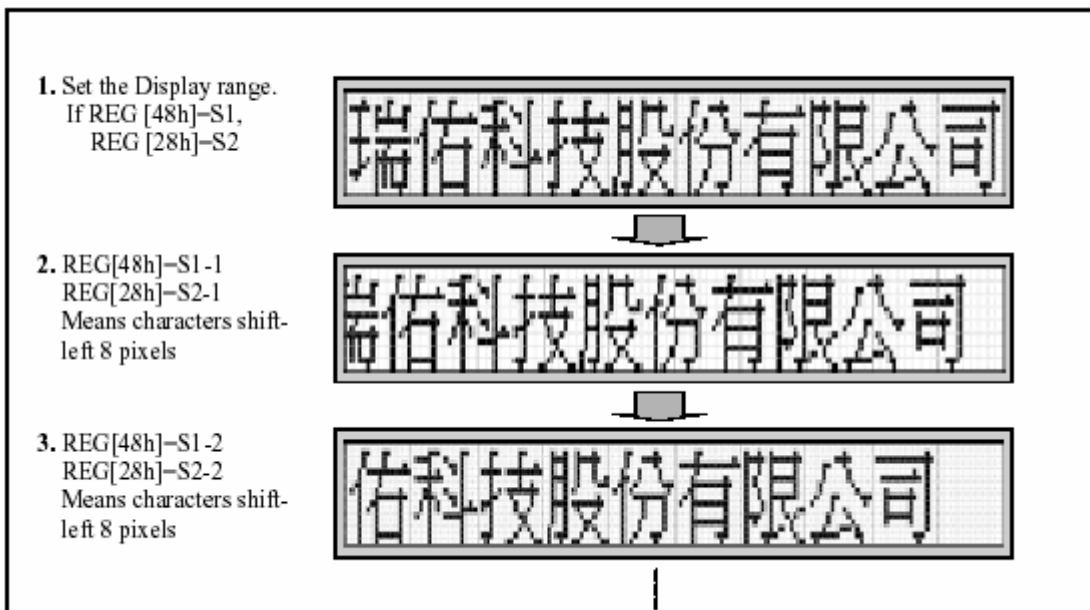 1. Set the Display range.
If REG [48h]=S1,
REG [28h]=S2
瑞佑科技股份有限公司
2. REG[48h]=S1-1
REG[28h]=S2-1
Means characters shift-
left 8 pixels
瑞佑科技股份有限公司
3. REG[48h]=S1-2
REG[28h]=S2-2
Means characters shift-
left 8 pixels
佑科技股份有限公司